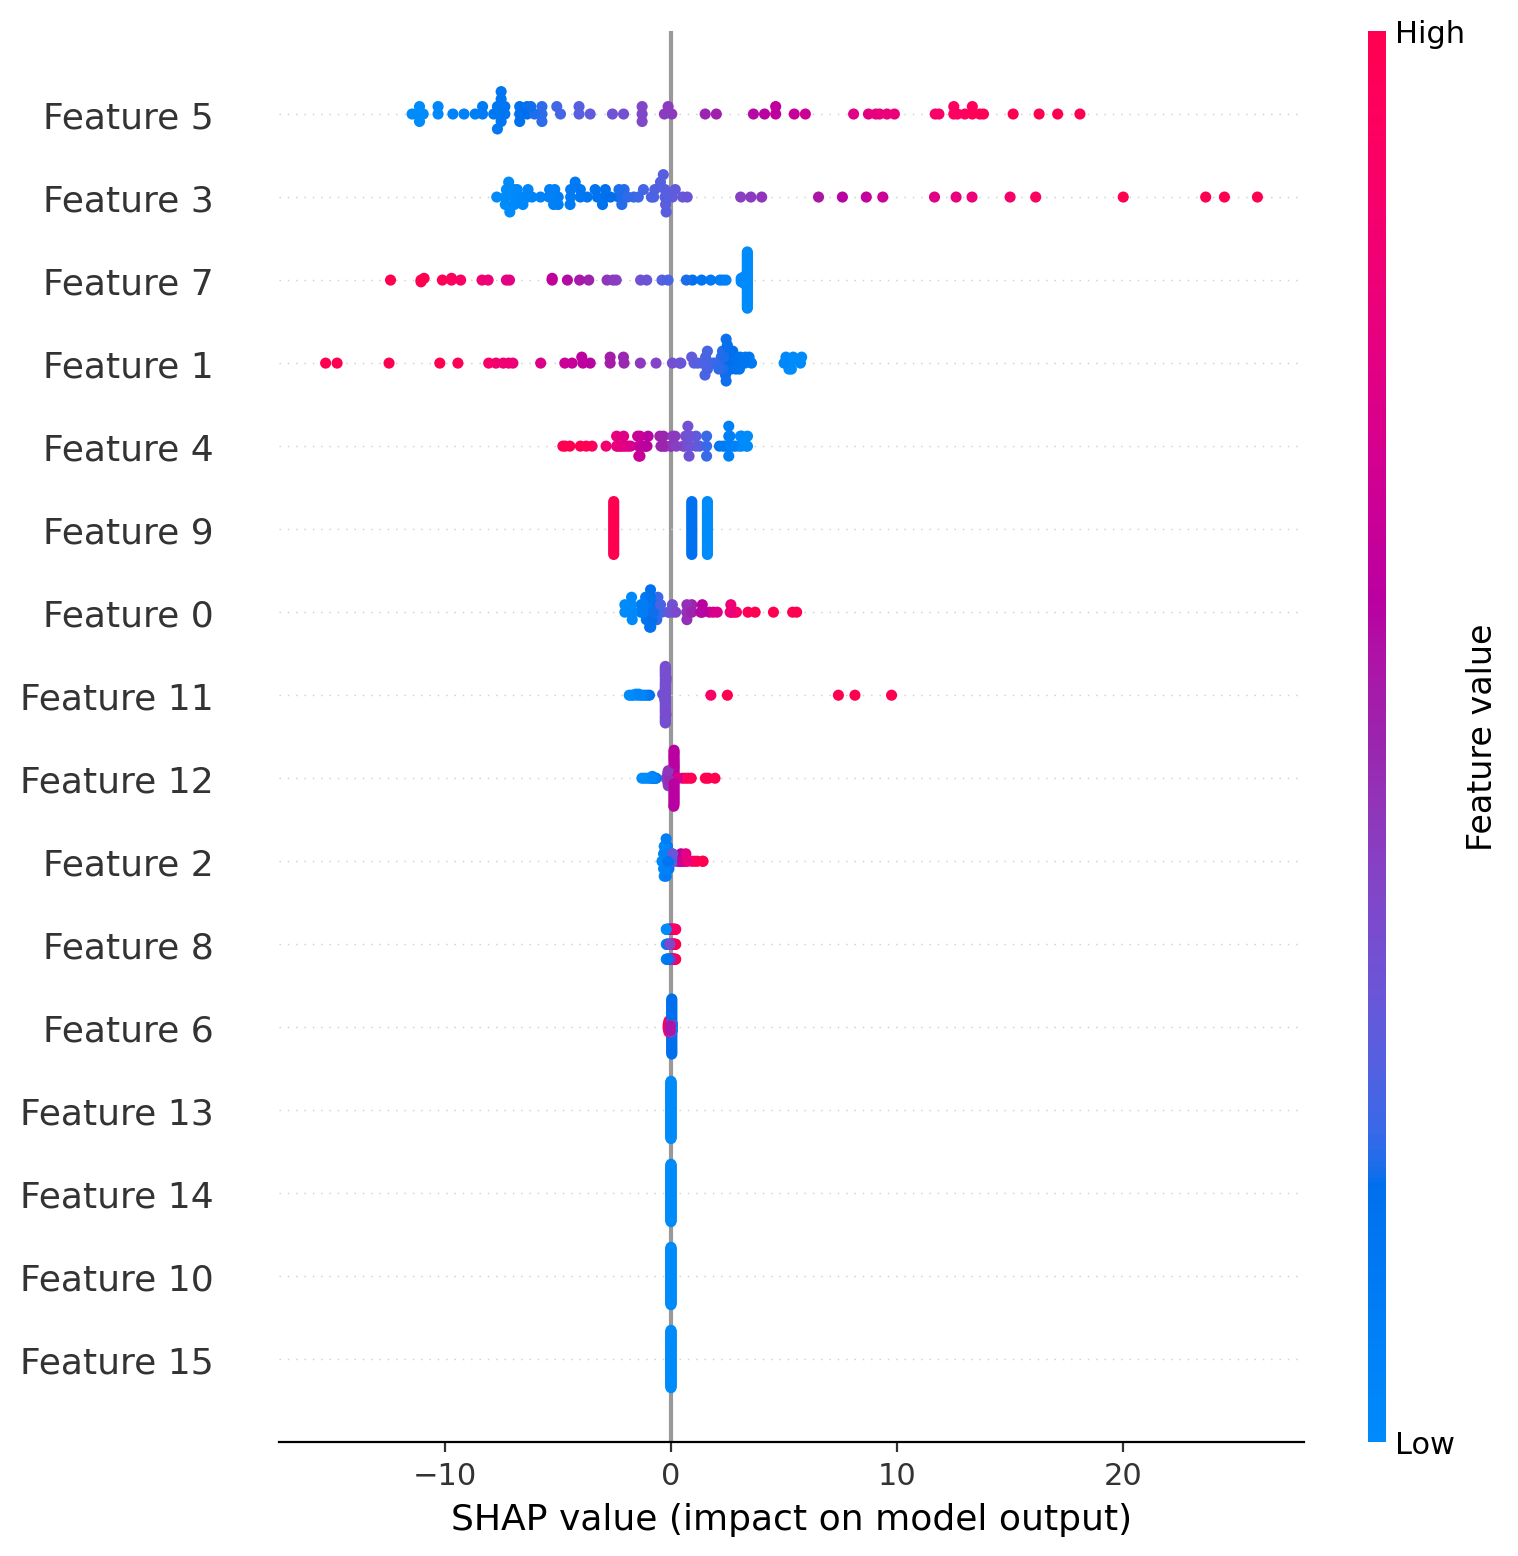 High
Feature 5
Feature 3
Feature 7
Feature 1
Feature 4
Feature 9
Feature 0
Feature 11
Feature 12
Feature 2
Feature 8
Feature 6
Feature 13
Feature 14
Feature 10
Feature 15
Feature value
Low
−10 0 10 20
SHAP value (impact on model output)